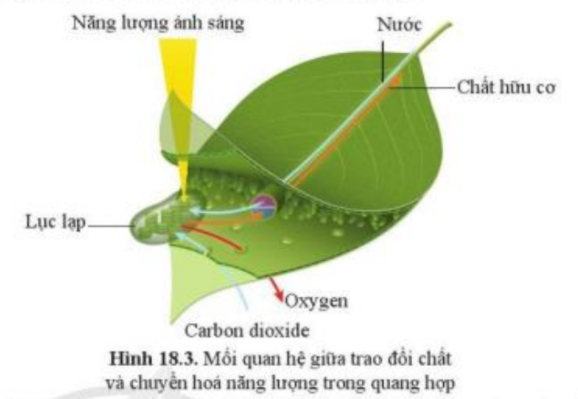 Năng lượng ánh sáng
Nước
Chất hữu cơ
Lục lạp
Oxygen
Carbon dioxide
Hình 18.3. Mối quan hệ giữa trao đổi chất
và chuyển hoá năng lượng trong quang hợp